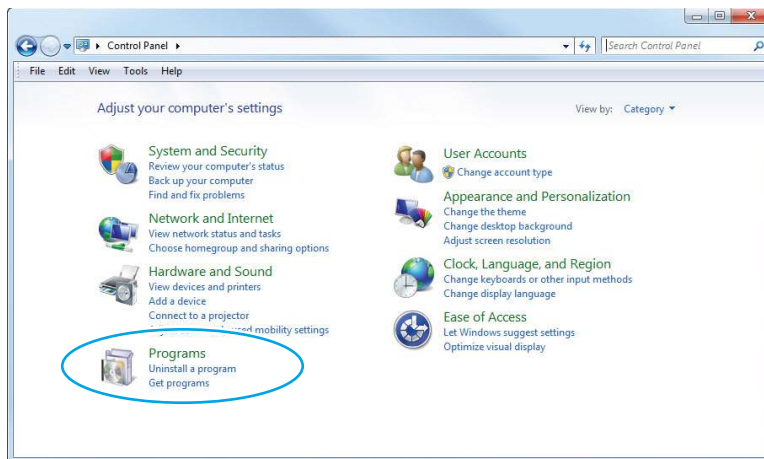 Control Panel
Search Control Panel
File Edit View Tools Help
Adjust your computer's settings
View by: Category
System and Security
Review your computer's status
Back up your computer
Find and fix problems
Network and Internet
View network status and tasks
Choose homegroup and sharing options
Hardware and Sound
View devices and printers
Add a device
Connect to a projector
mobility settings
Programs
Uninstall a program
Get programs
User Accounts
Change account type
Appearance and Personalization
Change the theme
Change desktop background
Adjust screen resolution
Clock, Language, and Region
Change keyboards or other input methods
Change display language
Ease of Access
Let Windows suggest settings
Optimize visual display